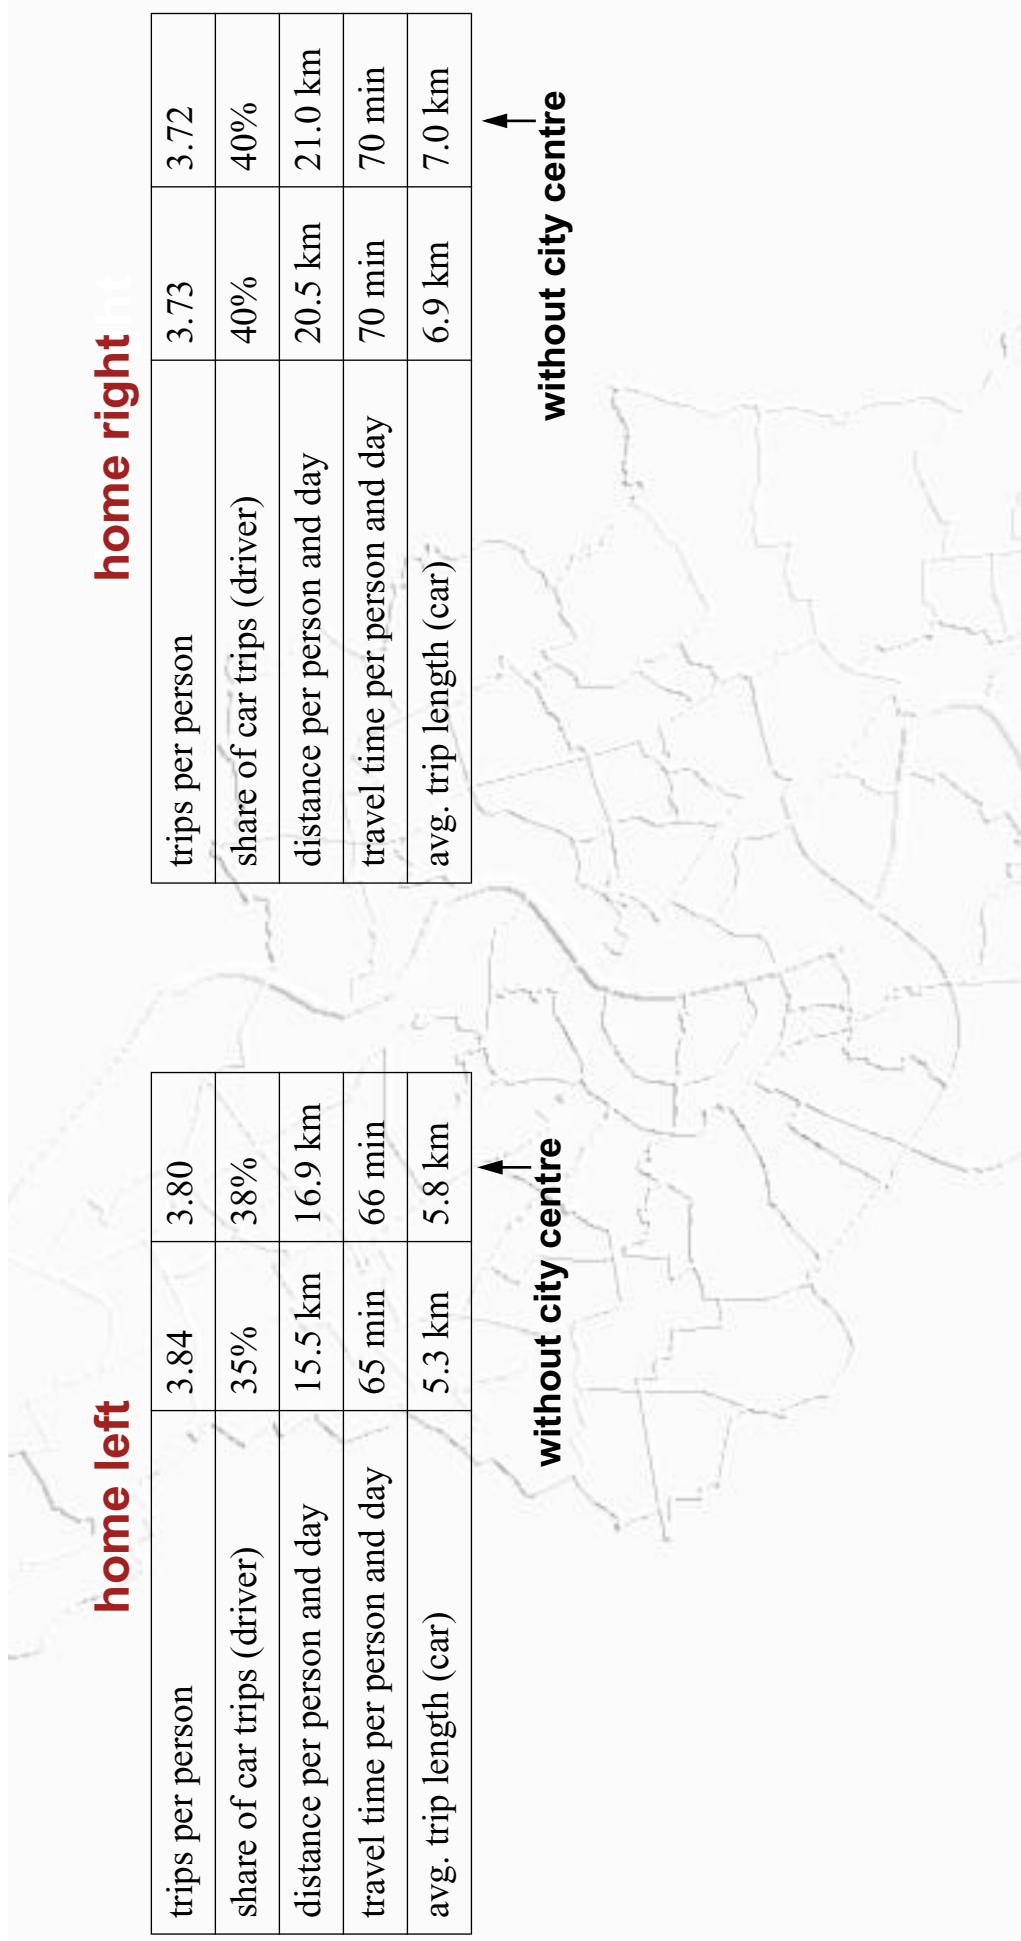 home left
trips per person 3.84 3.80
share of car trips (driver) 35% 38%
distance per person and day 15.5 km 16.9 km
travel time per person and day 65 min 66 min
avg. trip length (car) 5.3 km 5.8 km
without city centre
home right
trips per person 3.73 3.72
share of car trips (driver) 40% 40%
distance per person and day 20.5 km 21.0 km
travel time per person and day 70 min 70 min
avg. trip length (car) 6.9 km 7.0 km
without city centre